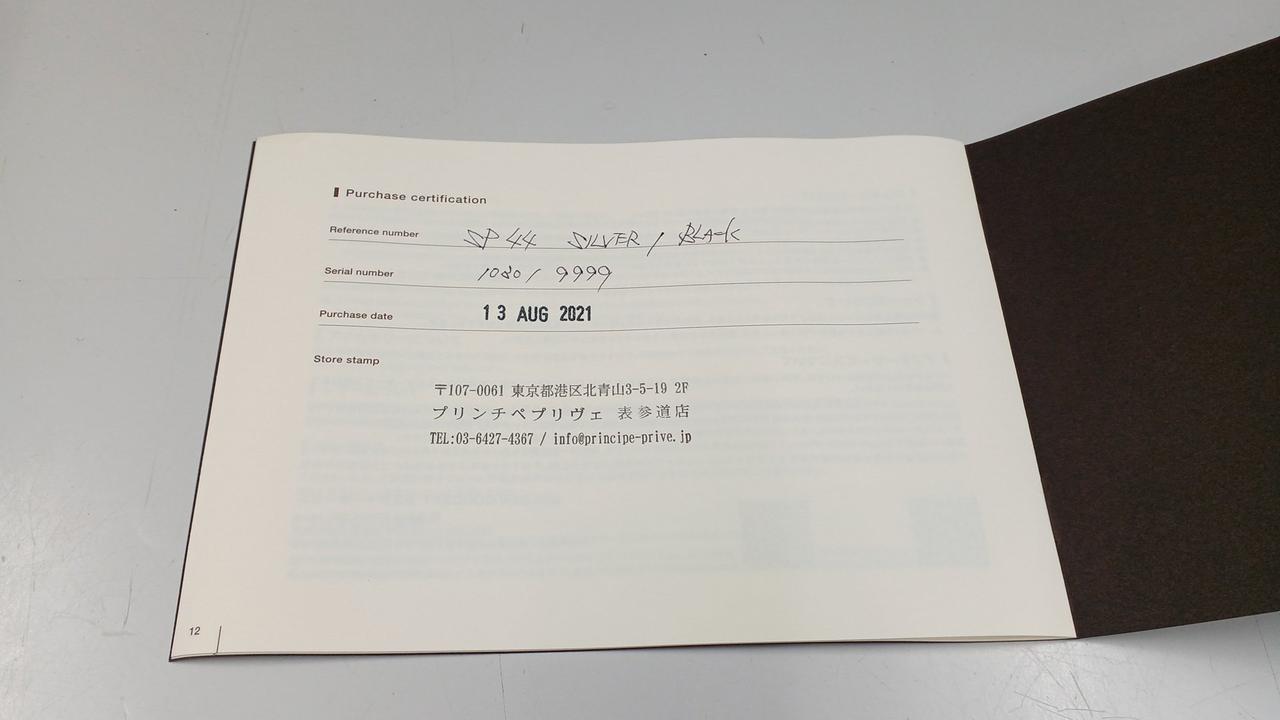 Purchase certification
Reference number SP 44 SILVER / BLACK
Serial number 1080 / 9999
Purchase date 13 AUG 2021
Store stamp
〒107-0061 東京都港区北青山3-5-19 2F
プリンチペプリヴェ 表参道店
TEL:03-6427-4367 / info@principe-prive.jp
12